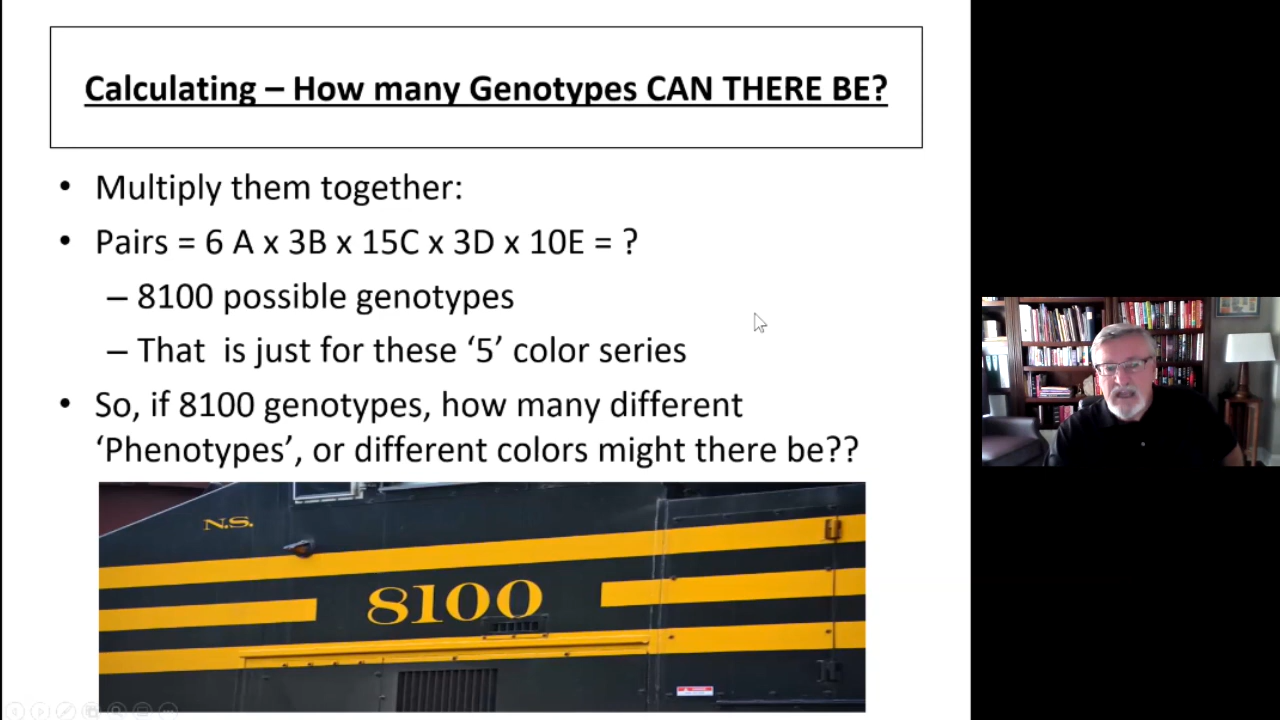 Calculating – How many Genotypes CAN THERE BE?
• Multiply them together:
• Pairs = 6 A x 3B x 15C x 3D x 10E = ?
– 8100 possible genotypes
– That  is just for these ‘5’ color series
• So, if 8100 genotypes, how many different
‘Phenotypes’, or different colors might there be??
N.S.
8100